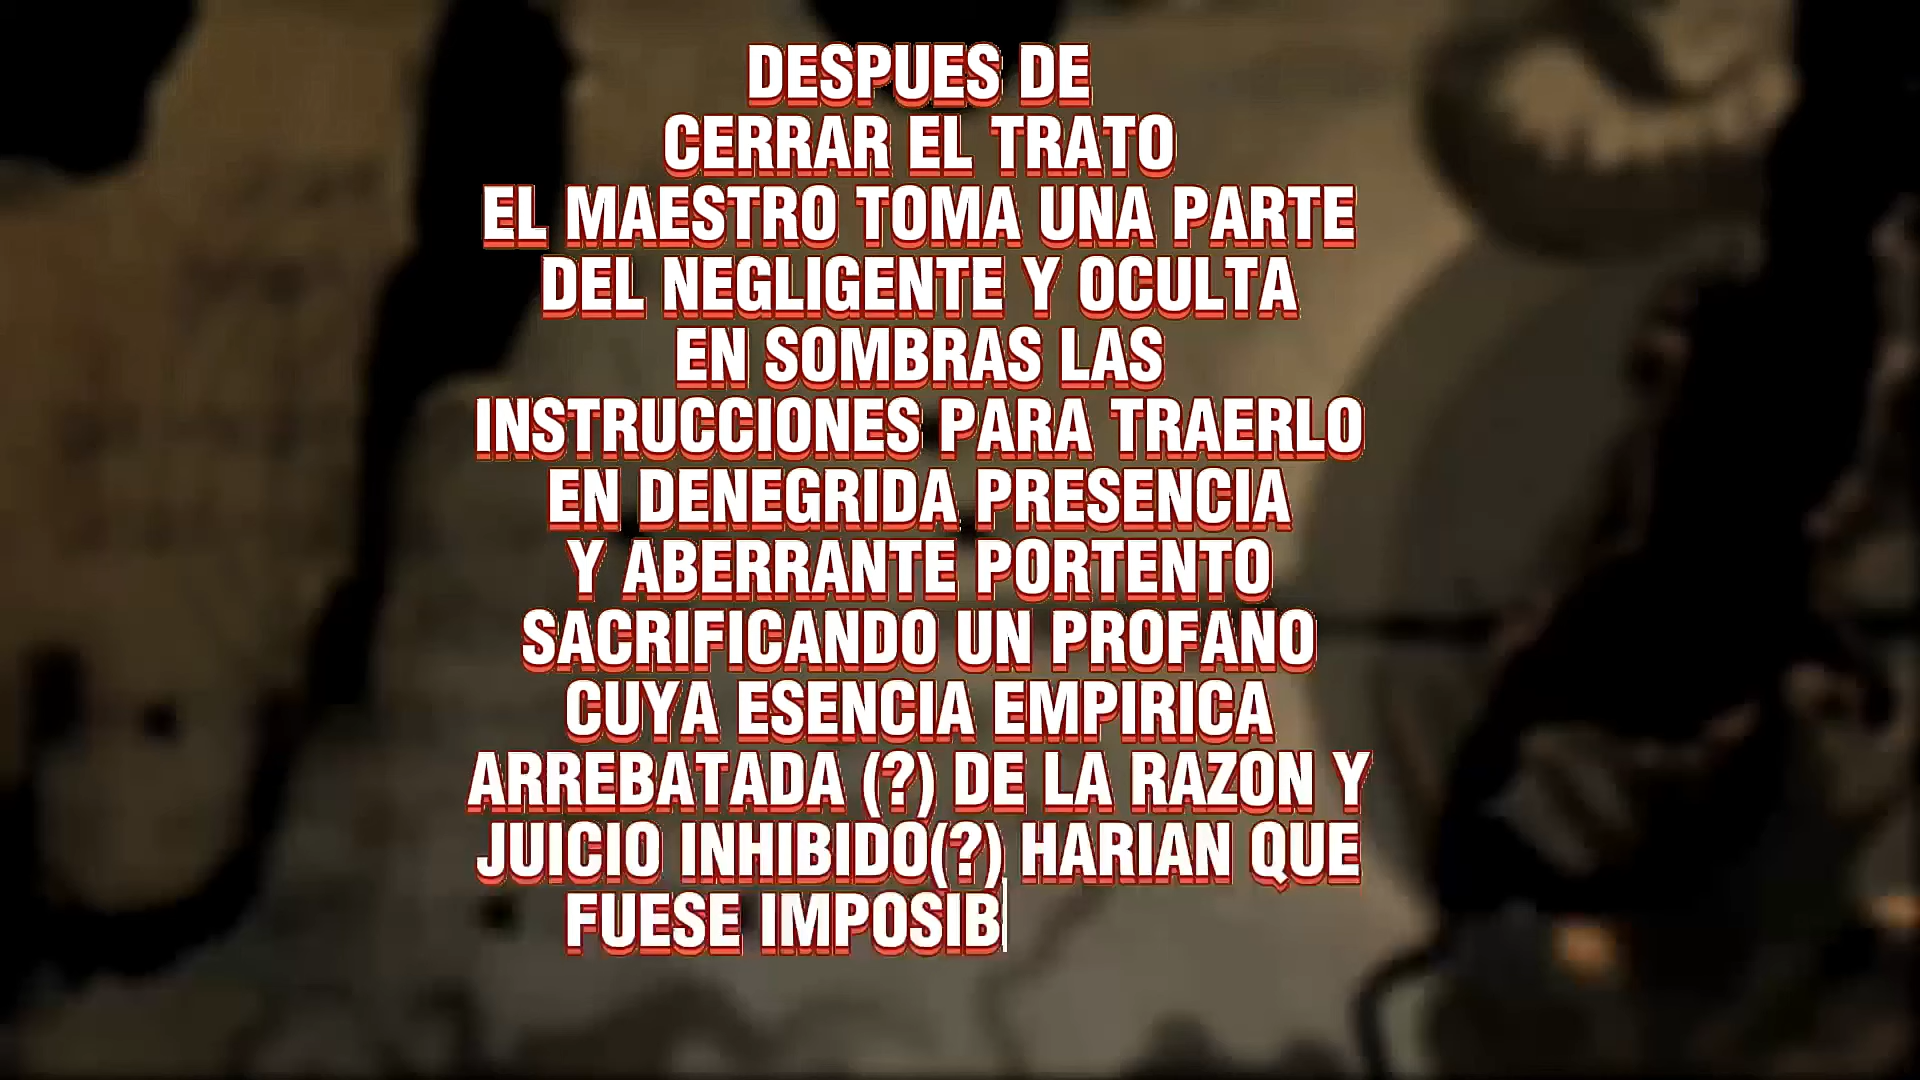 DESPUES DE
CERRAR EL TRATO
EL MAESTRO TOMA UNA PARTE
DEL NEGLIGENTE Y OCULTA
EN SOMBRAS LAS
INSTRUCCIONES PARA TRAERLO
EN DENEGRIDA PRESENCIA
Y ABERRANTE PORTENTO
SACRIFICANDO UN PROFANO
CUYA ESENCIA EMPIRICA
ARREBATADA (?) DE LA RAZON Y
JUICIO INHIBIDO(?) HARIAN QUE
FUESE IMPOSIB